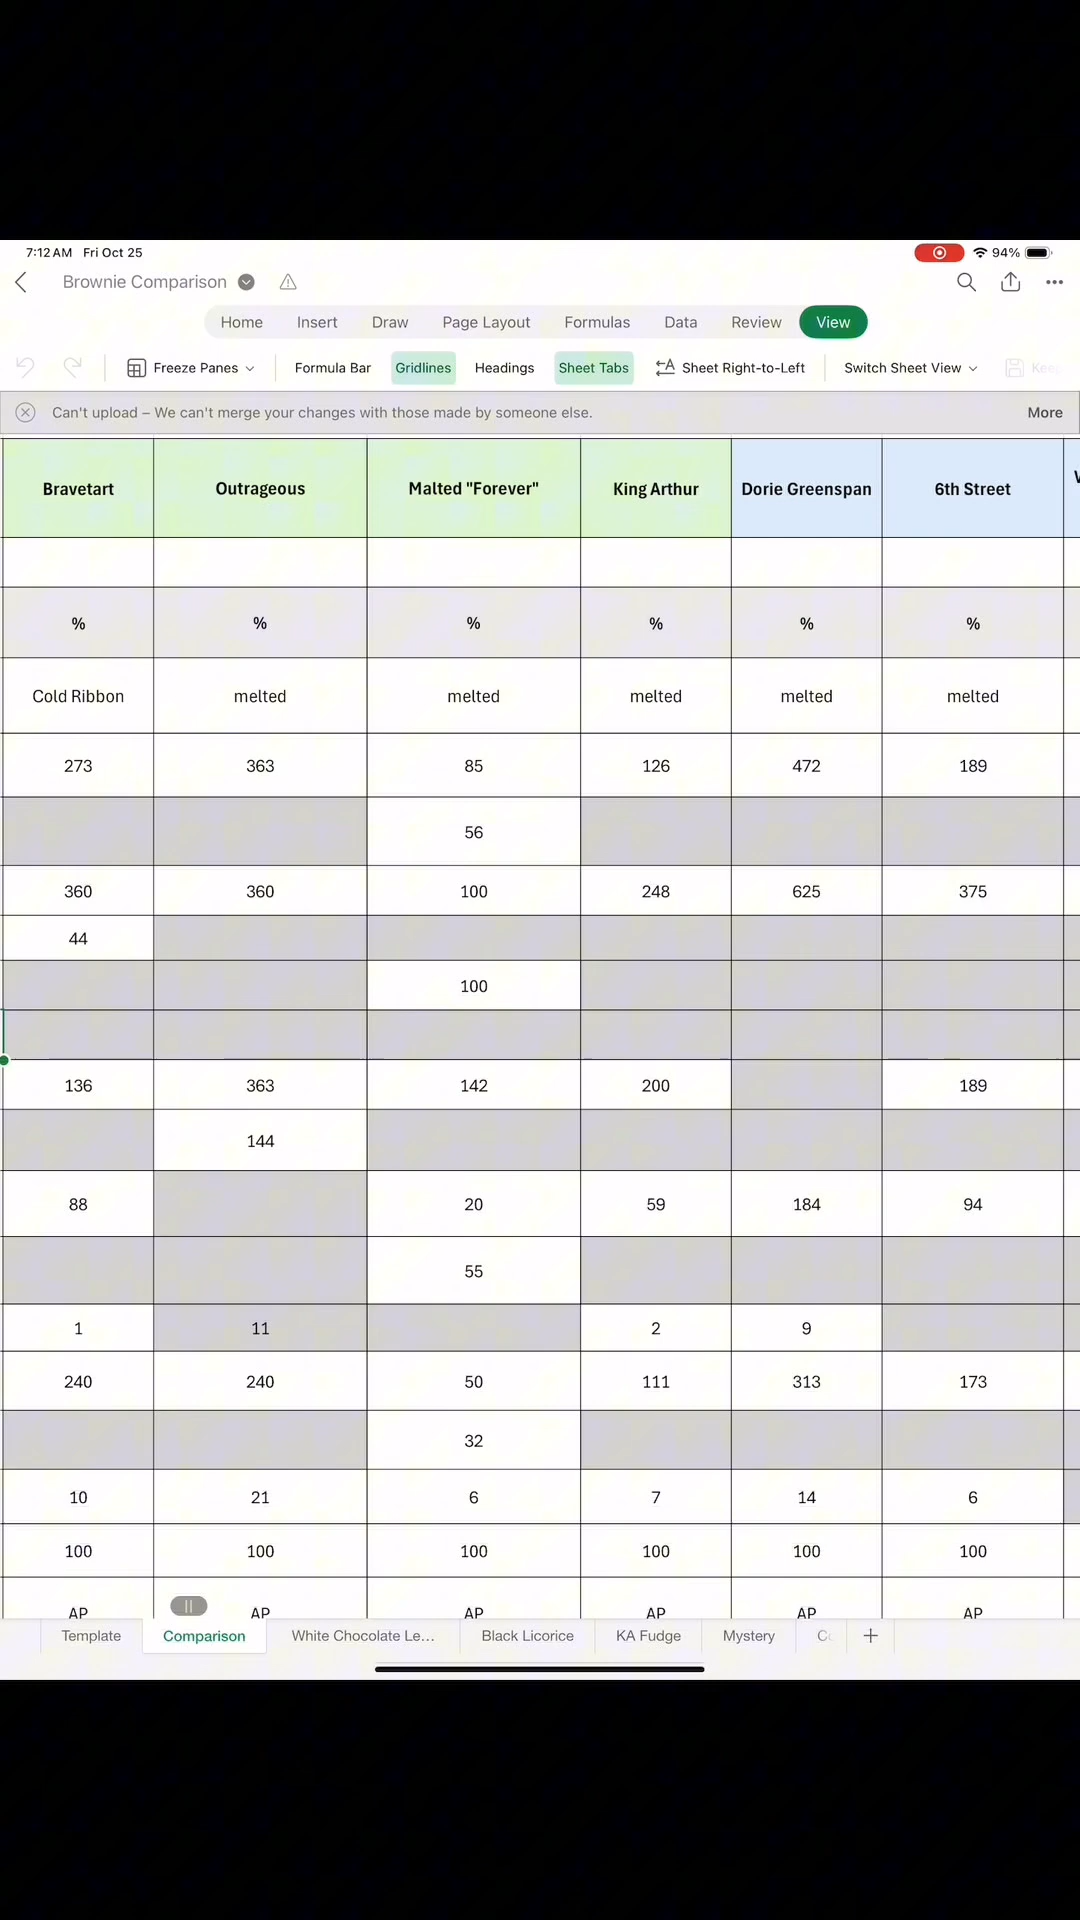 7:12 AM Fri Oct 25
94%
Brownie Comparison
Home Insert Draw Page Layout Formulas Data Review View
Freeze Panes Formula Bar Gridlines Headings Sheet Tabs Sheet Right-to-Left Switch Sheet View Keep
Can't upload – We can't merge your changes with those made by someone else. More
Bravetart Outrageous Malted "Forever" King Arthur Dorie Greenspan 6th Street
% % % % % %
Cold Ribbon melted melted melted melted melted
273 363 85 126 472 189
56
360 360 100 248 625 375
44
100
136 363 142 200 189
144
88 20 59 184 94
55
1 11 2 9
240 240 50 111 313 173
32
10 21 6 7 14 6
100 100 100 100 100 100
AP AP AP AP AP AP
Template Comparison White Chocolate Le... Black Licorice KA Fudge Mystery